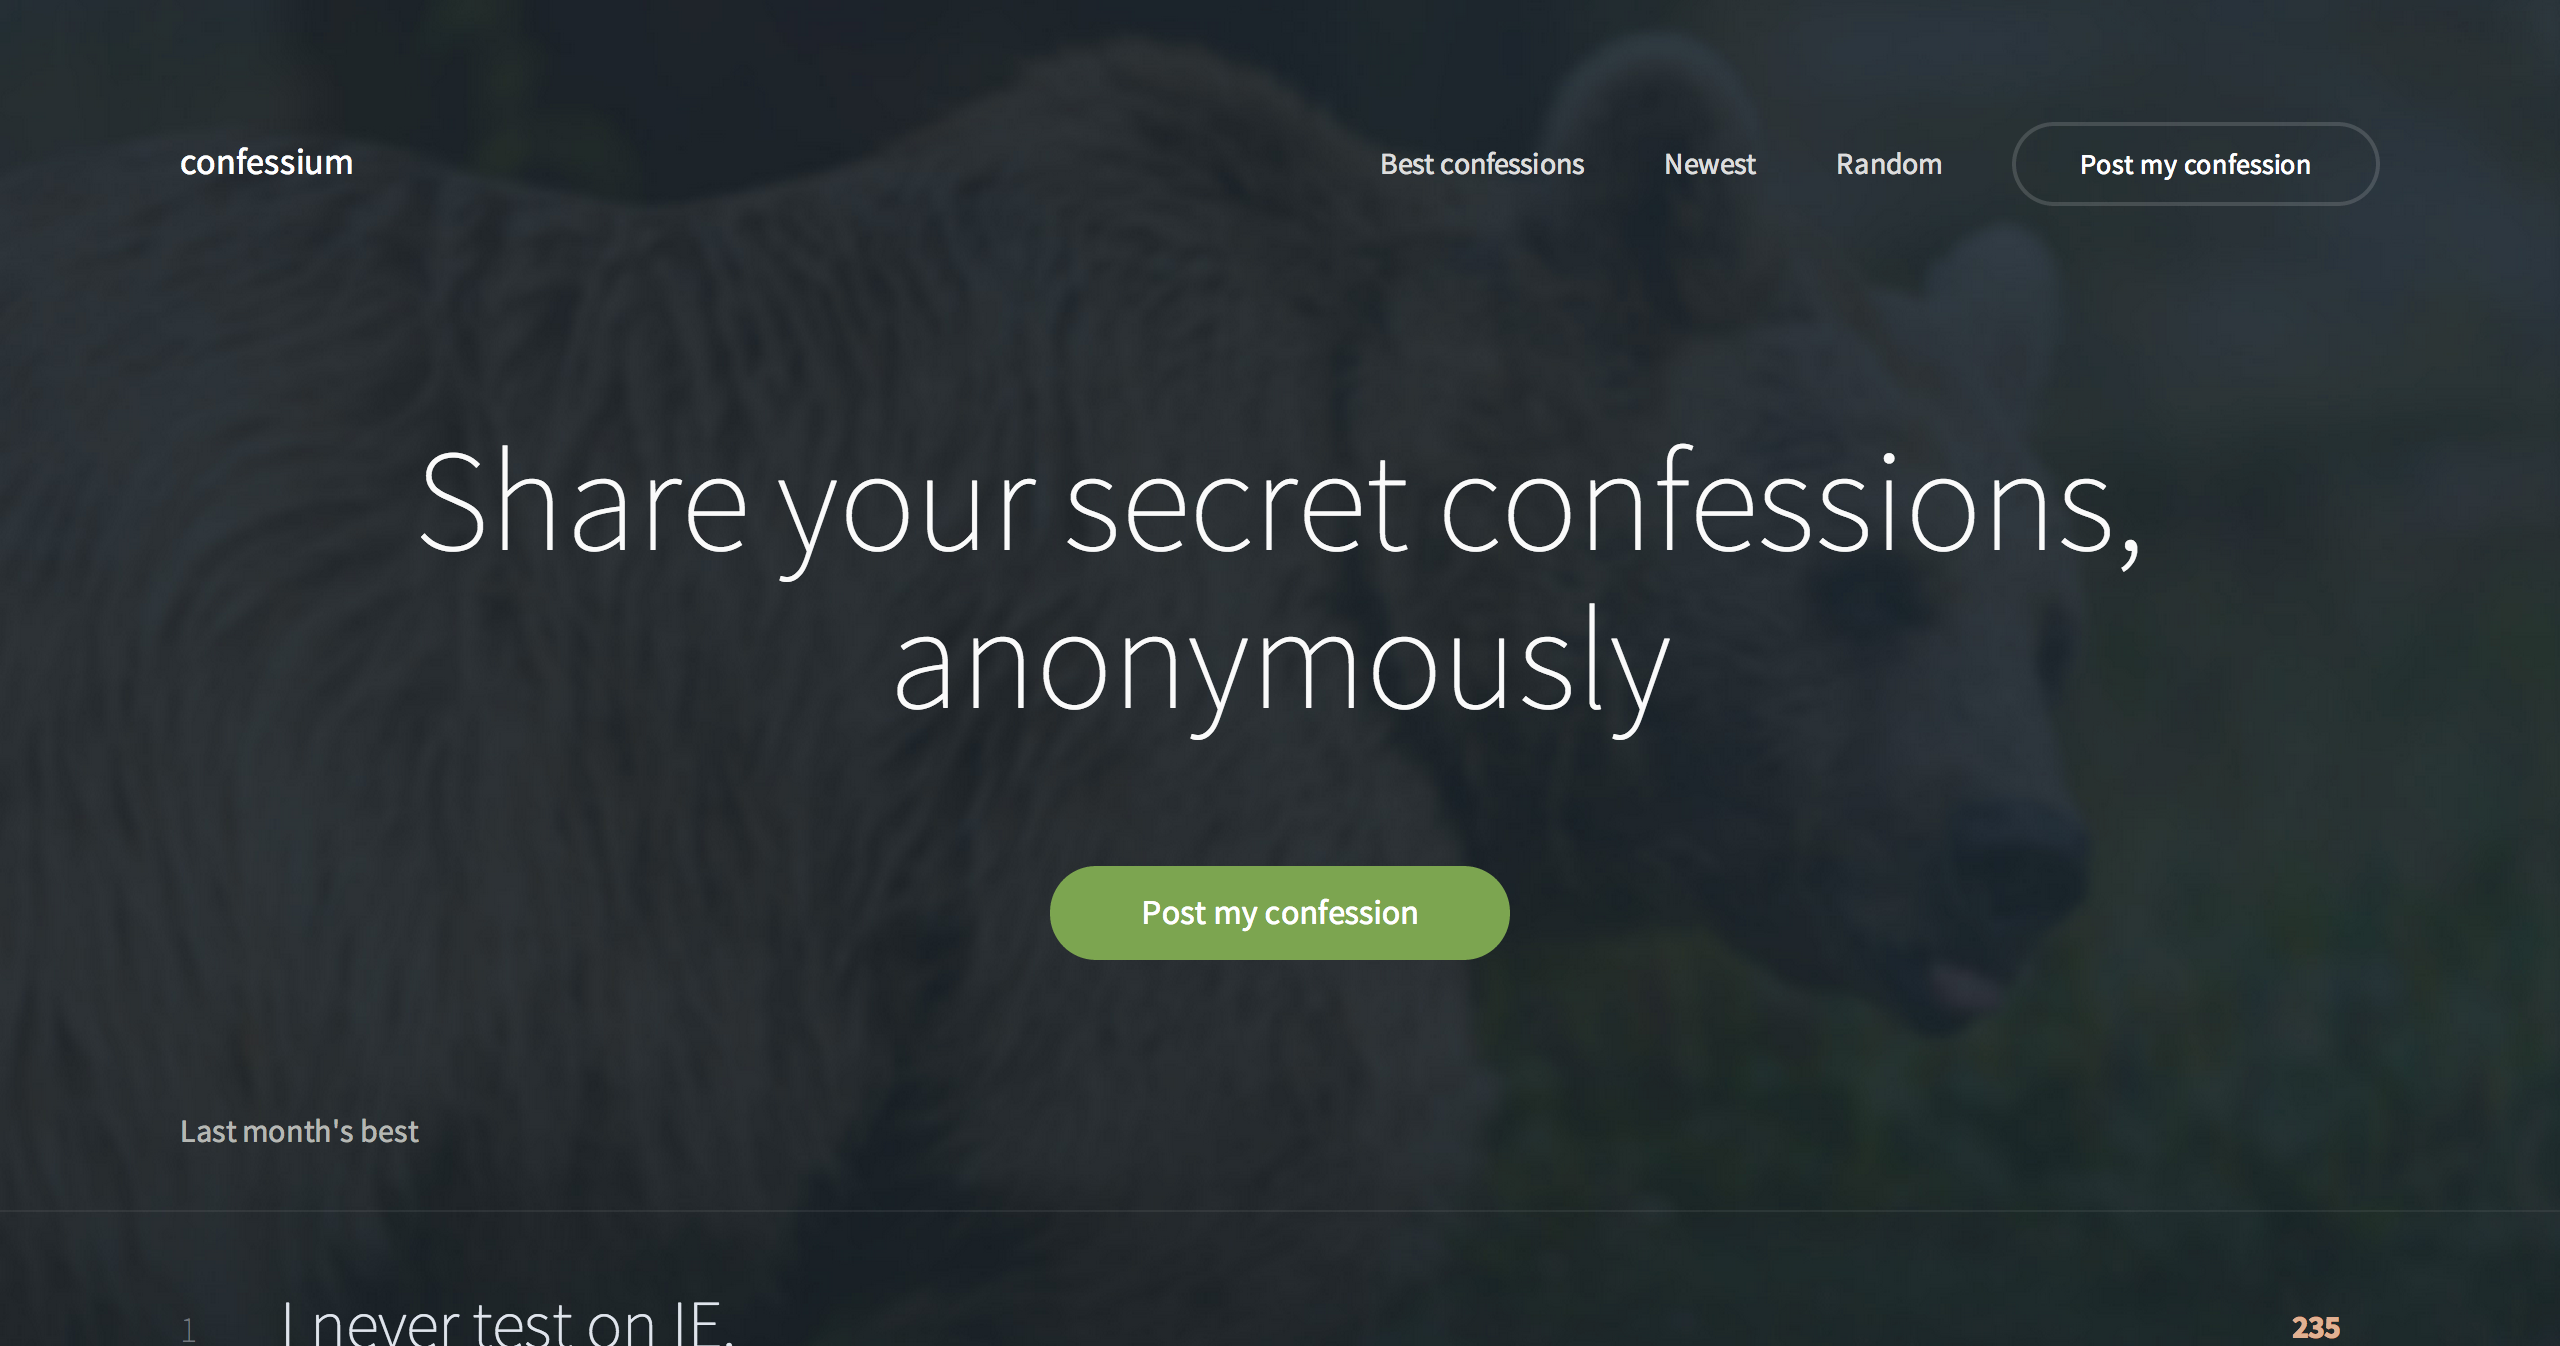 confessium
Best confessions
Newest
Random
Post my confession
Share your secret confessions,
anonymously
Post my confession
Last month's best
1
I never test on IE.
235